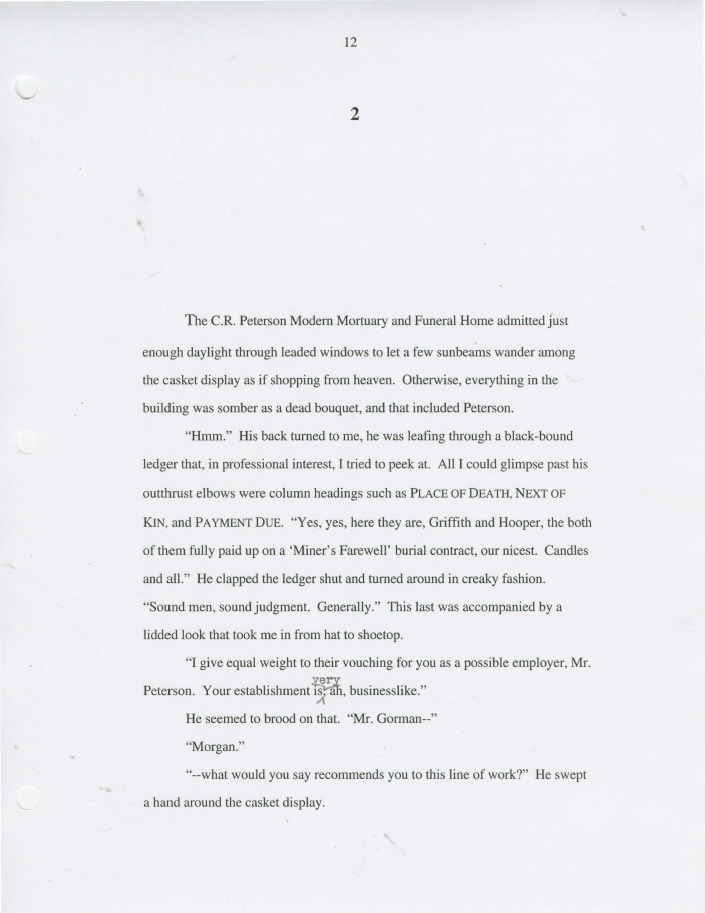 12
2
The C.R. Peterson Modern Mortuary and Funeral Home admitted just
enough daylight through leaded windows to let a few sunbeams wander among
the casket display as if shopping from heaven.  Otherwise, everything in the
building was somber as a dead bouquet, and that included Peterson.
“Hmm.”  His back turned to me, he was leafing through a black-bound
ledger that, in professional interest, I tried to peek at.  All I could glimpse past his
outthrust elbows were column headings such as PLACE OF DEATH, NEXT OF
KIN, and PAYMENT DUE.  “Yes, yes, here they are, Griffith and Hooper, the both
of them fully paid up on a ‘Miner’s Farewell’ burial contract, our nicest.  Candles
and all.”  He clapped the ledger shut and turned around in creaky fashion.
“Sound men, sound judgment.  Generally.”  This last was accompanied by a
lidded look that took me in from hat to shoetop.
“I give equal weight to their vouching for you as a possible employer, Mr.
very
Peterson.  Your establishment is, ah, businesslike.”
He seemed to brood on that.  “Mr. Gorman--”
“Morgan.”
“--what would you say recommends you to this line of work?”  He swept
a hand around the casket display.